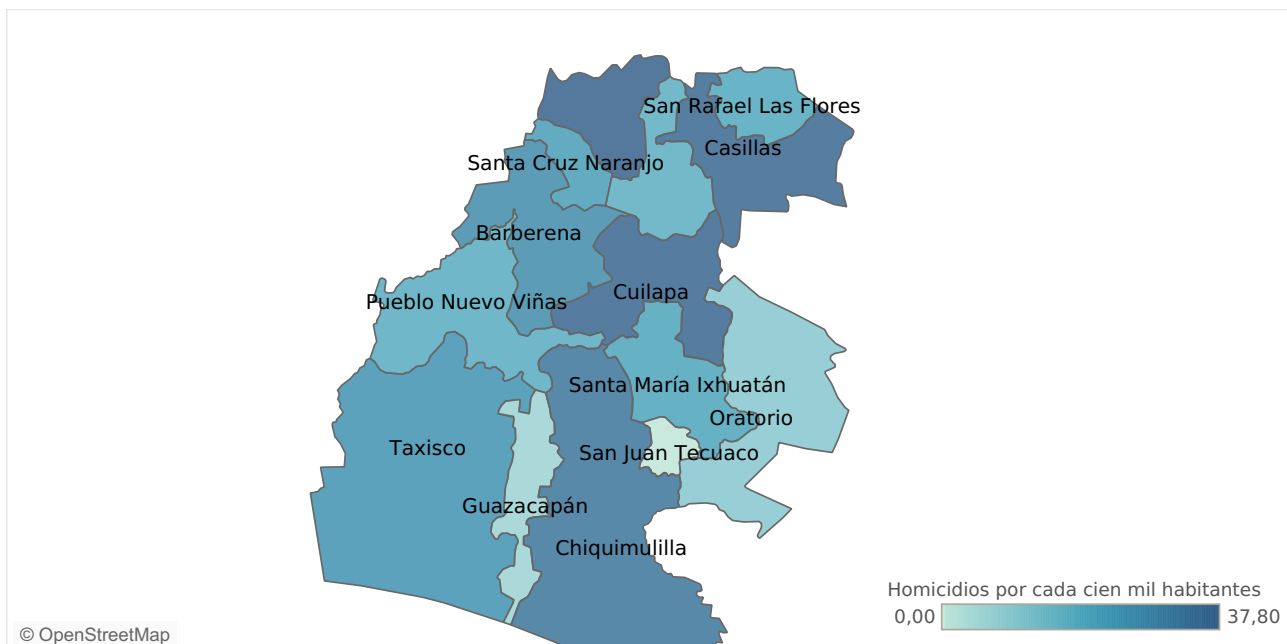 San Rafael Las Flores
Casillas
Santa Cruz Naranjo
Barberena
Cuilapa
Pueblo Nuevo Viñas
Santa María Ixhuatán
Oratorio
Taxisco
San Juan Tecuaco
Guazacapán
Chiquimulilla
Homicidios por cada cien mil habitantes
0,00 37,80
© OpenStreetMap